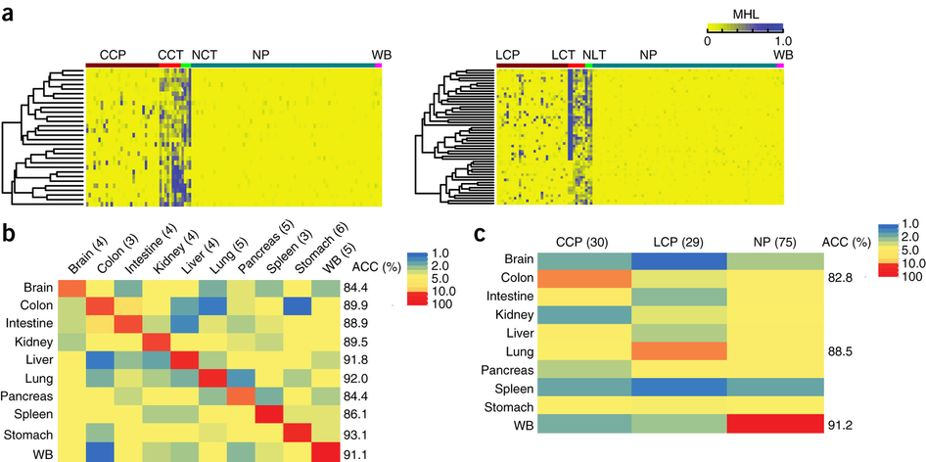 a
MHL
0 1.0
CCP CCT NCT NP WB
LCP LCT NLT NP WB
b
Brain (4) Colon (3) Intestine (4) Kidney (4) Liver (4) Lung (5) Pancreas (5) Spleen (3) Stomach (6) WB (5)
ACC (%)
1.0
2.0
5.0
10.0
100
Brain 84.4
Colon 89.9
Intestine 88.9
Kidney 89.5
Liver 91.8
Lung 92.0
Pancreas 84.4
Spleen 86.1
Stomach 93.1
WB 91.1
c
CCP (30) LCP (29) NP (75) ACC (%)
1.0
2.0
5.0
10.0
100
Brain
Colon 82.8
Intestine
Kidney
Liver
Lung 88.5
Pancreas
Spleen
Stomach
WB 91.2